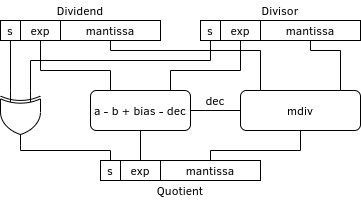 Dividend Divisor
s exp mantissa s exp mantissa
a - b + bias - dec dec mdiv
s exp mantissa
Quotient